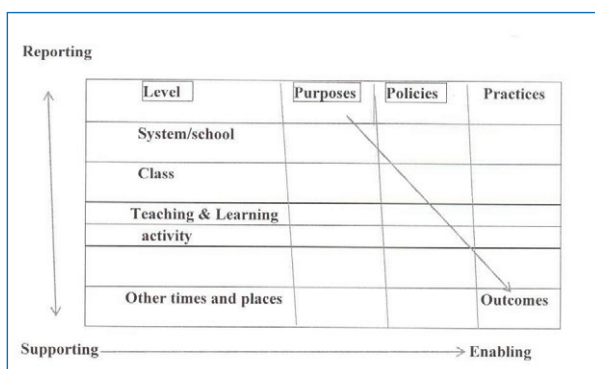 Reporting
Level Purposes Policies Practices
System/school
Class
Teaching & Learning
activity
Other times and places Outcomes
Supporting Enabling